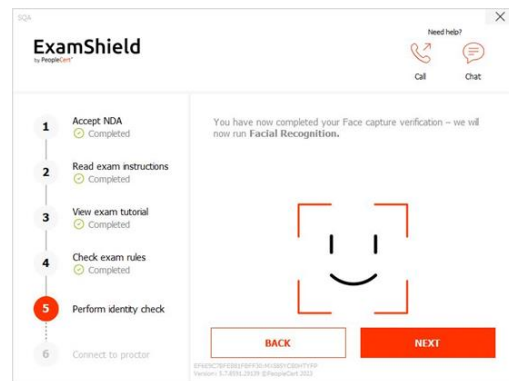 SQA
Need help?
ExamShield
by PeopleCert
Call
Chat
1
Accept NDA
Completed
2
Read exam instructions
Completed
3
View exam tutorial
Completed
4
Check exam rules
Completed
5
Perform identity check
6
Connect to proctor
You have now completed your Face capture verification – we will
now run Facial Recognition.
BACK
NEXT
©PeopleCert 2023